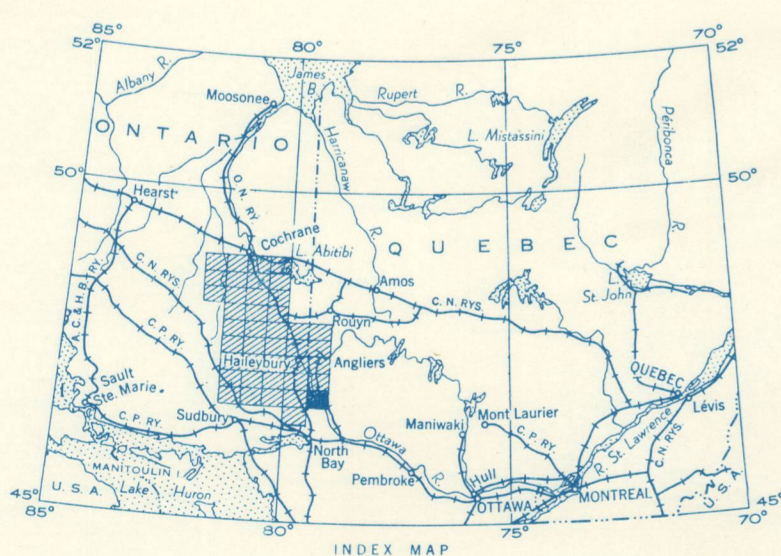 85°
80°
75°
70°
52°
52°
Albany R.
James
B.
Moosonee
Rupert R.
L. Mistassini
Péribonca
R.
ONTARIO
Harricanaw
R.
O. N. RY.
50°
50°
Hearst
Cochrane
L. Abitibi
QUEBEC
L.
St. John
A. C. & H. B. RY.
C. N. RYS.
Amos
C. N. RYS.
C. P. RY.
Rouyn
Haileybury
Angliers
QUEBEC
Lévis
Sault
Ste. Marie
C. P. RY.
Sudbury
Maniwaki
Mont Laurier
C. P. RY.
R. St. Lawrence
C. N. RYS.
North
Bay
Ottawa
R.
Pembroke
Hull
OTTAWA
MONTREAL
U. S. A.
MANITOULIN I
Lake Huron
U. S. A.
45°
45°
85°
80°
75°
70°
INDEX MAP